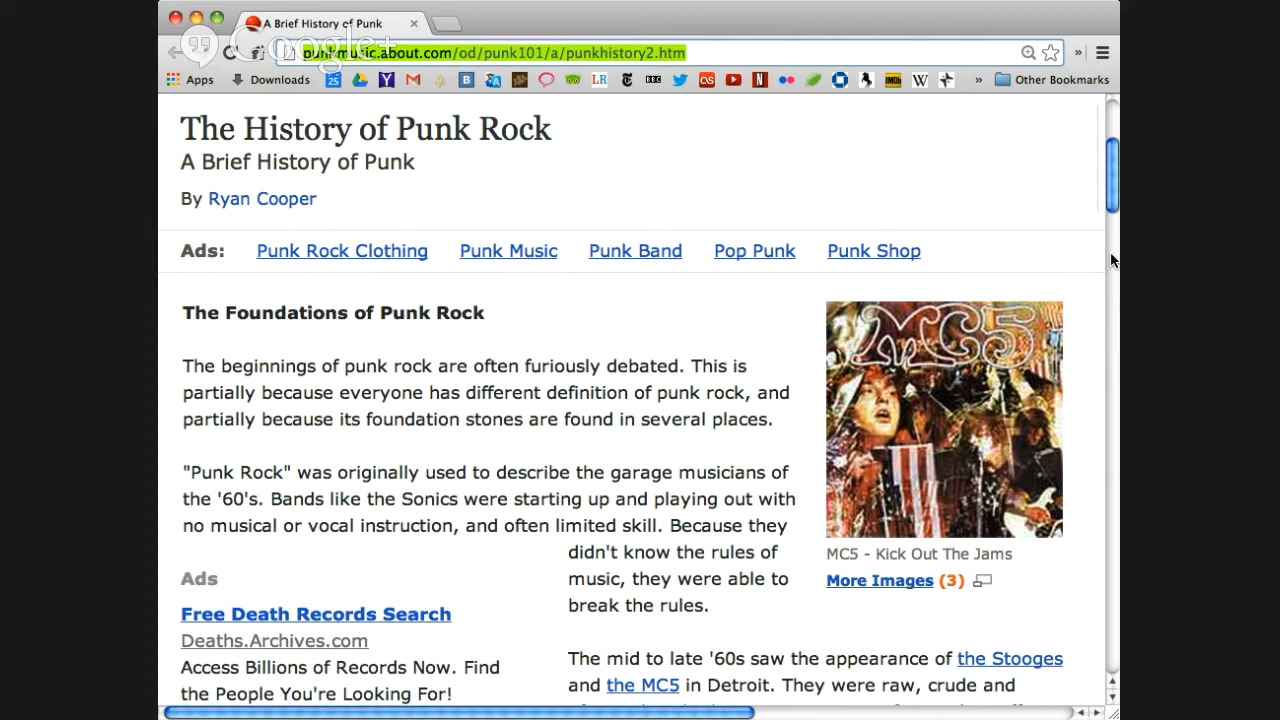 A Brief History of Punk
Google+
punkmusic.about.com/od/punk101/a/punkhistory2.htm
Apps
Downloads
Other Bookmarks
The History of Punk Rock
A Brief History of Punk
By Ryan Cooper
Ads: Punk Rock Clothing Punk Music Punk Band Pop Punk Punk Shop
The Foundations of Punk Rock
The beginnings of punk rock are often furiously debated. This is
partially because everyone has different definition of punk rock, and
partially because its foundation stones are found in several places.
"Punk Rock" was originally used to describe the garage musicians of
the '60's. Bands like the Sonics were starting up and playing out with
no musical or vocal instruction, and often limited skill. Because they
didn't know the rules of
music, they were able to
break the rules.
The mid to late '60s saw the appearance of the Stooges
and the MC5 in Detroit. They were raw, crude and
MC5
MC5 - Kick Out The Jams
More Images (3)
Ads
Free Death Records Search
Deaths.Archives.com
Access Billions of Records Now. Find
the People You're Looking For!